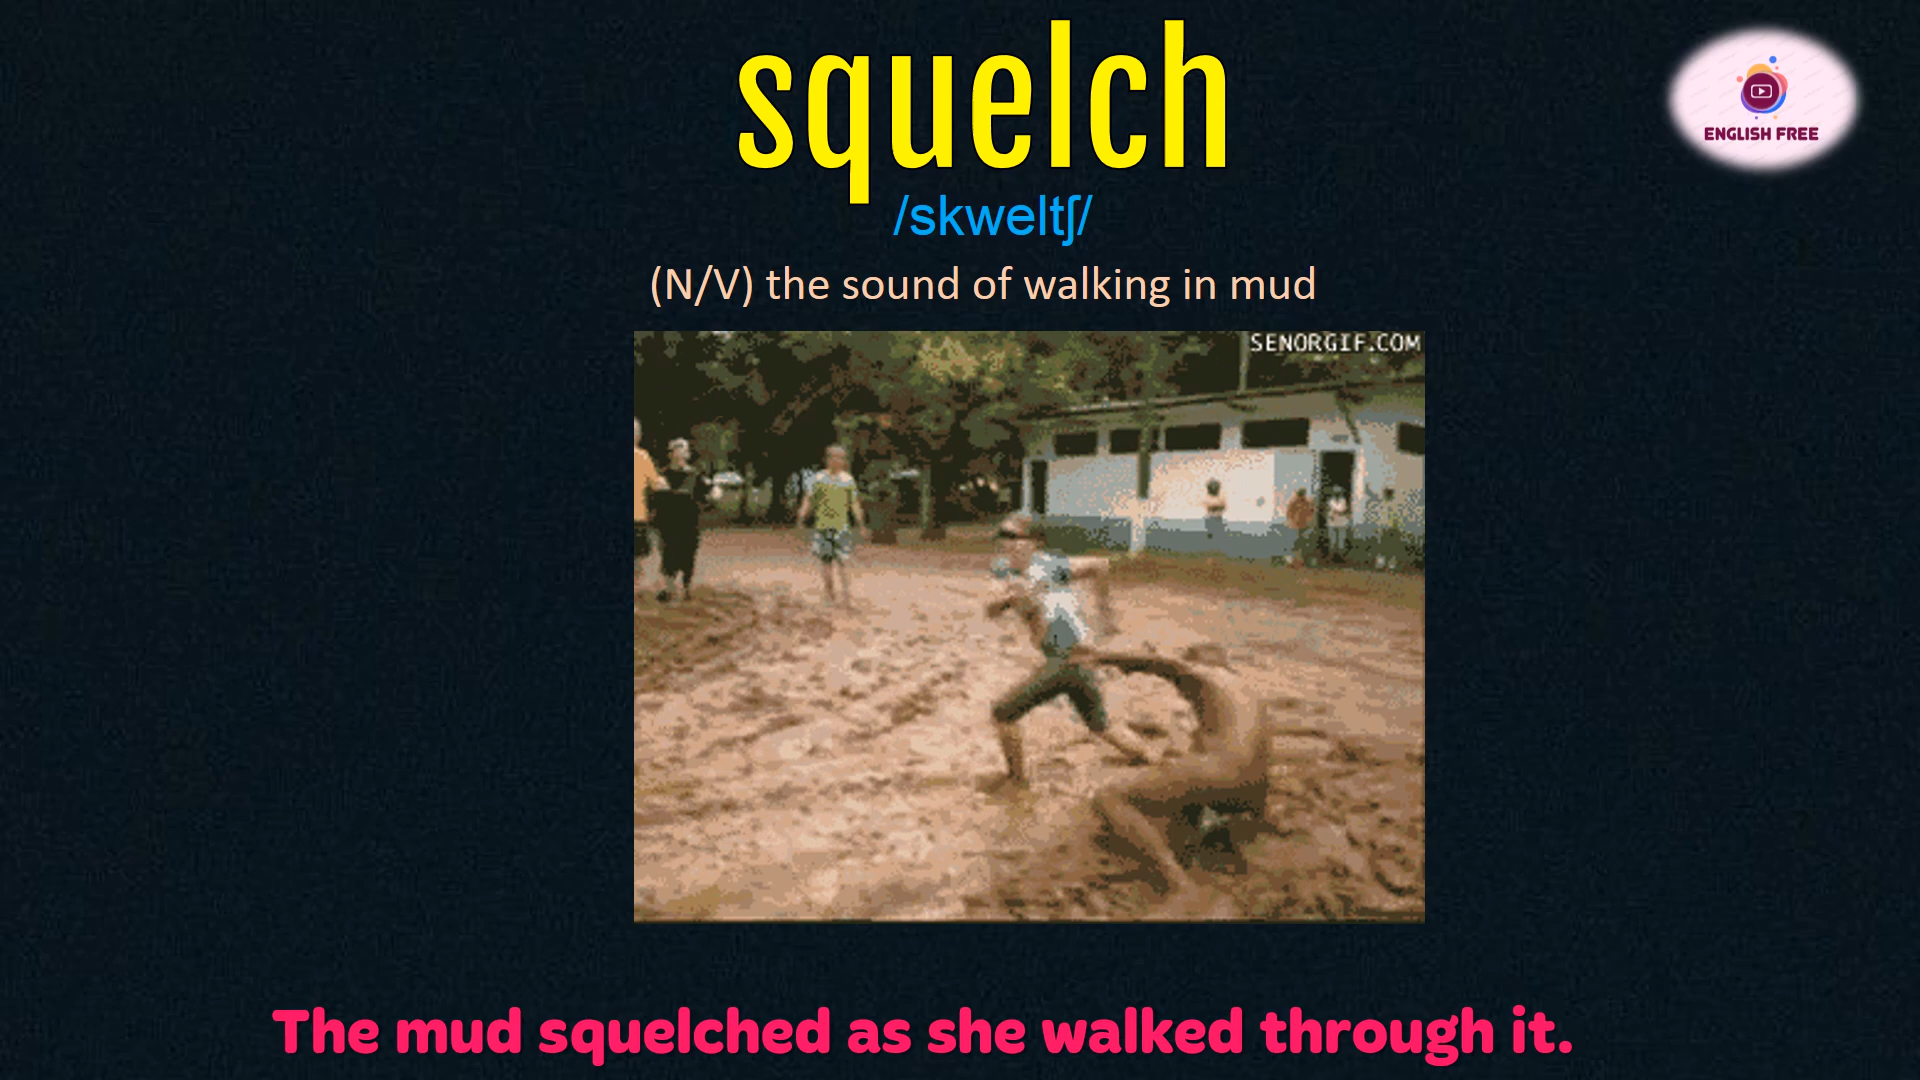 squelch
/skweltʃ/
(N/V) the sound of walking in mud
ENGLISH FREE
SENORGIF.COM
The mud squelched as she walked through it.